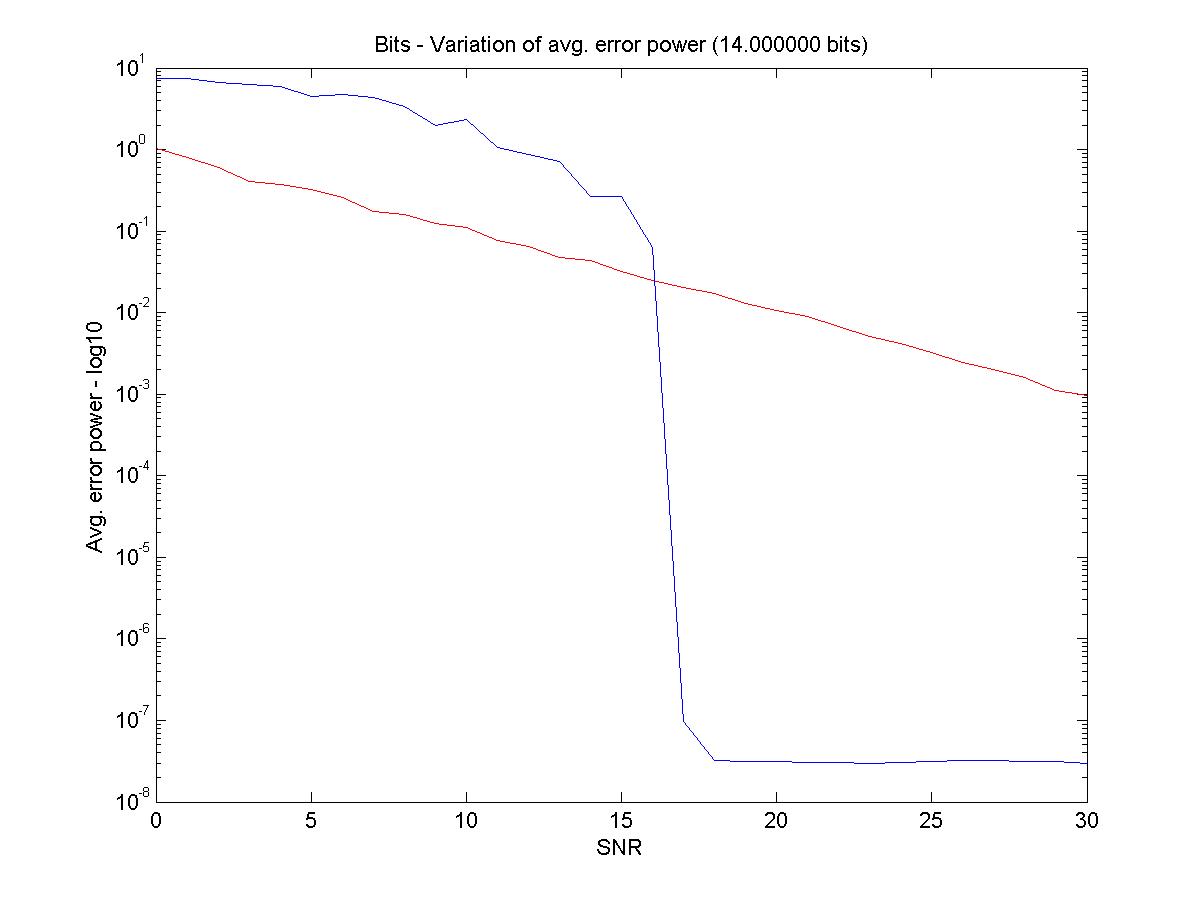 Bits - Variation of avg. error power (14.000000 bits)
10^1
10^0
10^-1
10^-2
10^-3
10^-4
10^-5
10^-6
10^-7
10^-8
Avg. error power - log10
0 5 10 15 20 25 30
SNR